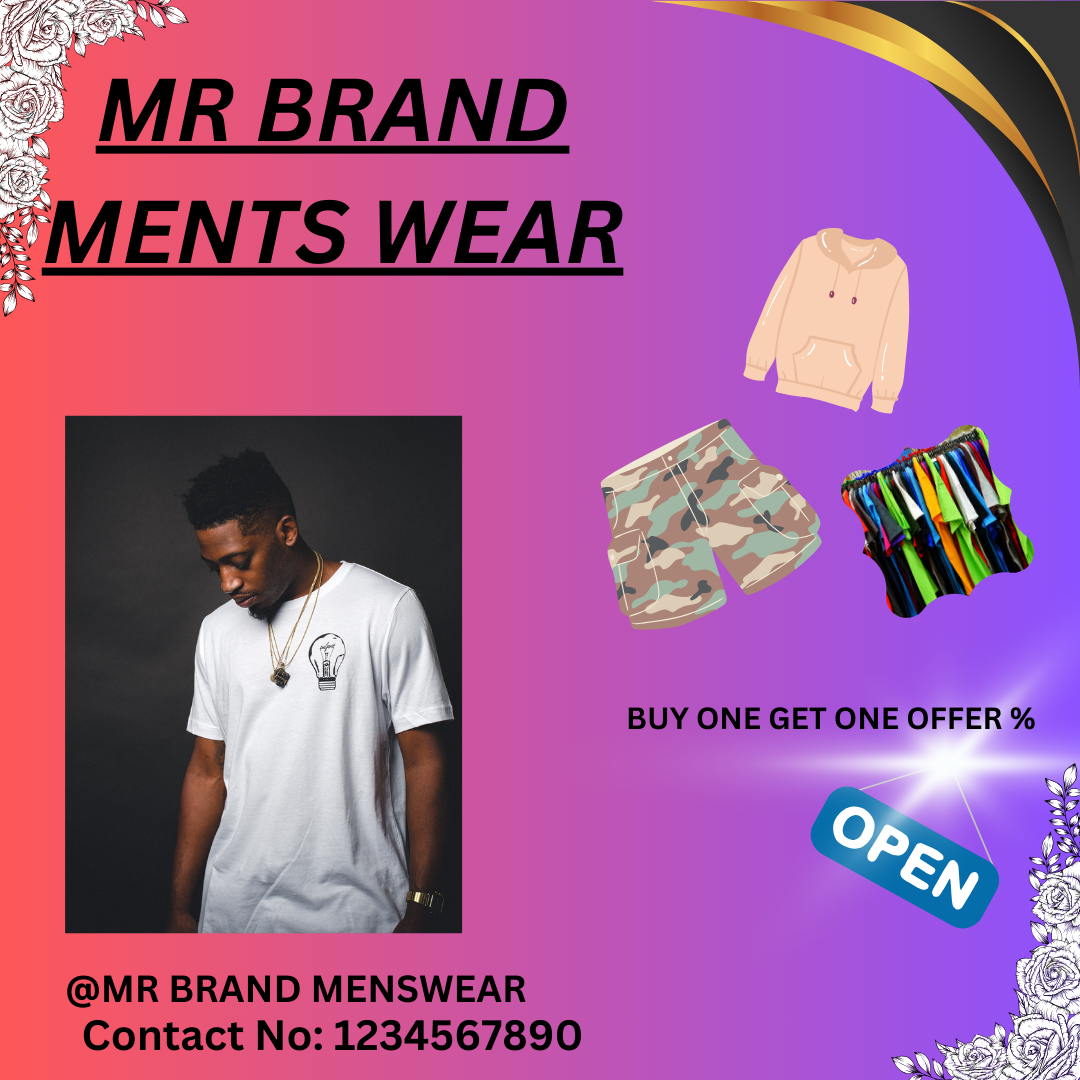 MR BRAND
MENTS WEAR
BUY ONE GET ONE OFFER %
OPEN
@MR BRAND MENSWEAR
Contact No: 1234567890